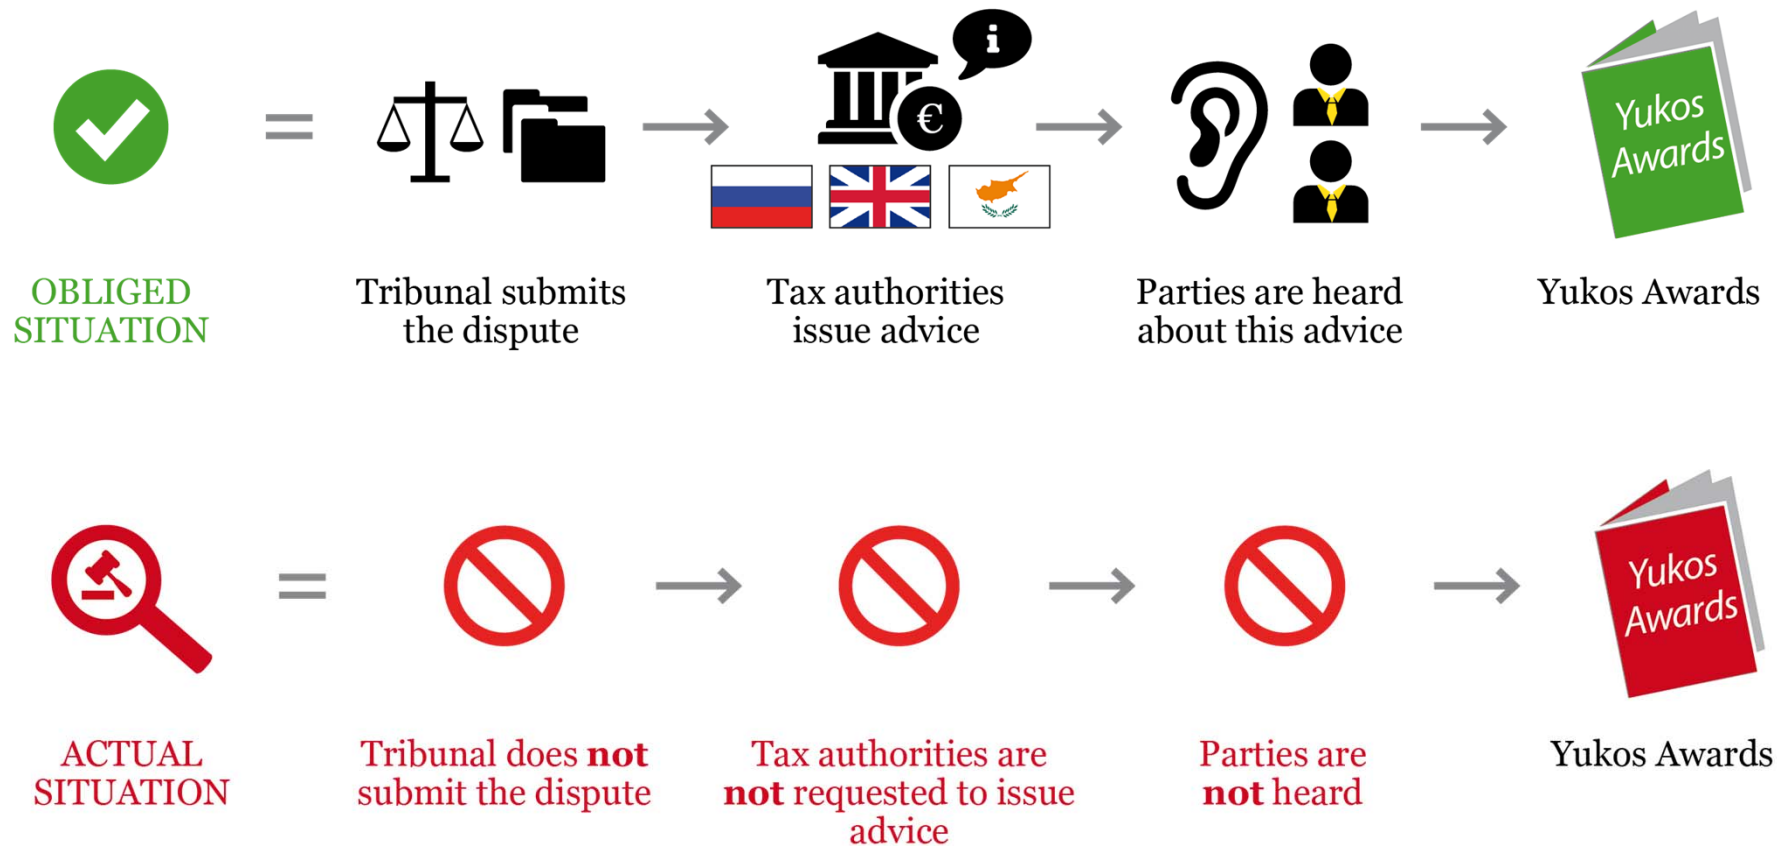 i
€
Yukos
Awards
OBLIGED
SITUATION
Tribunal submits
the dispute
Tax authorities
issue advice
Parties are heard
about this advice
Yukos Awards
Yukos
Awards
ACTUAL
SITUATION
Tribunal does not
submit the dispute
Tax authorities are
not requested to issue
advice
Parties are
not heard
Yukos Awards